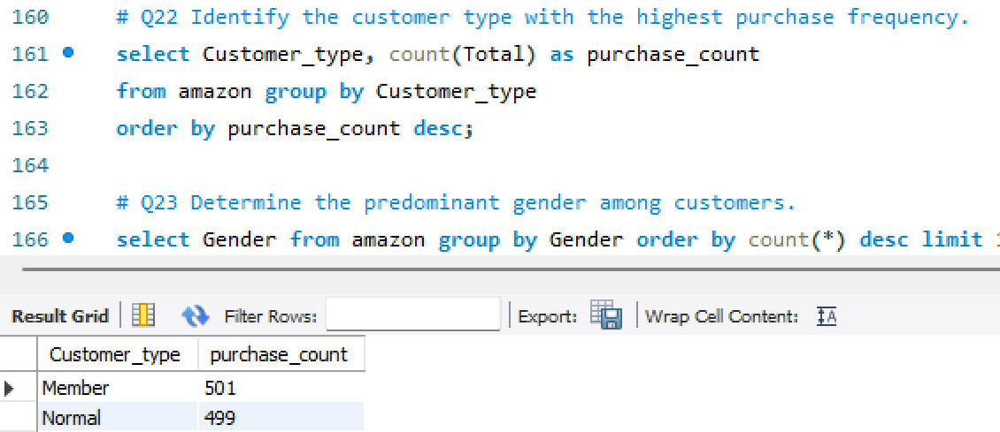 160 # Q22 Identify the customer type with the highest purchase frequency.
161 select Customer_type, count(Total) as purchase_count
162 from amazon group by Customer_type
163 order by purchase_count desc;
164
165 # Q23 Determine the predominant gender among customers.
166 select Gender from amazon group by Gender order by count(*) desc limit
Result Grid Filter Rows: Export: Wrap Cell Content: IA
Customer_type purchase_count
Member 501
Normal 499